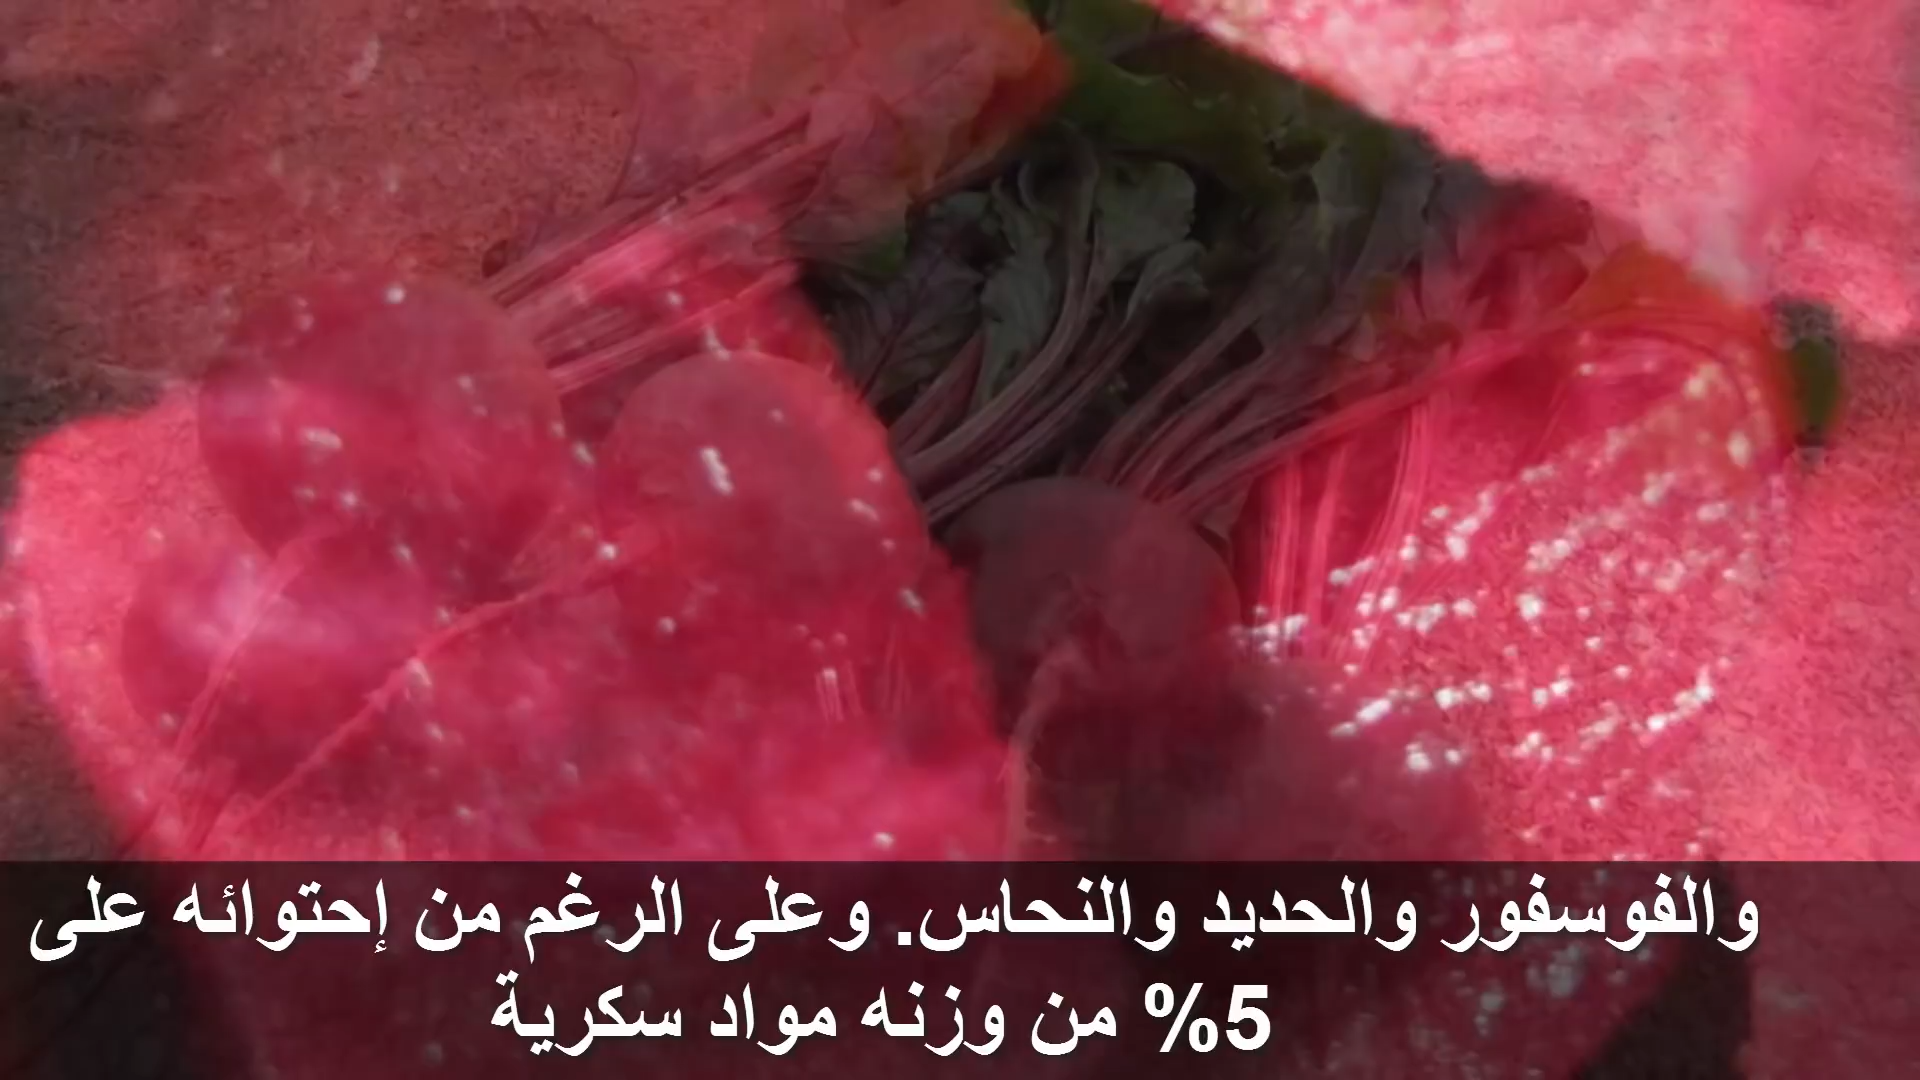 والفوسفور والحديد والنحاس. وعلى الرغم من إحتوائه على
5% من وزنه مواد سكرية